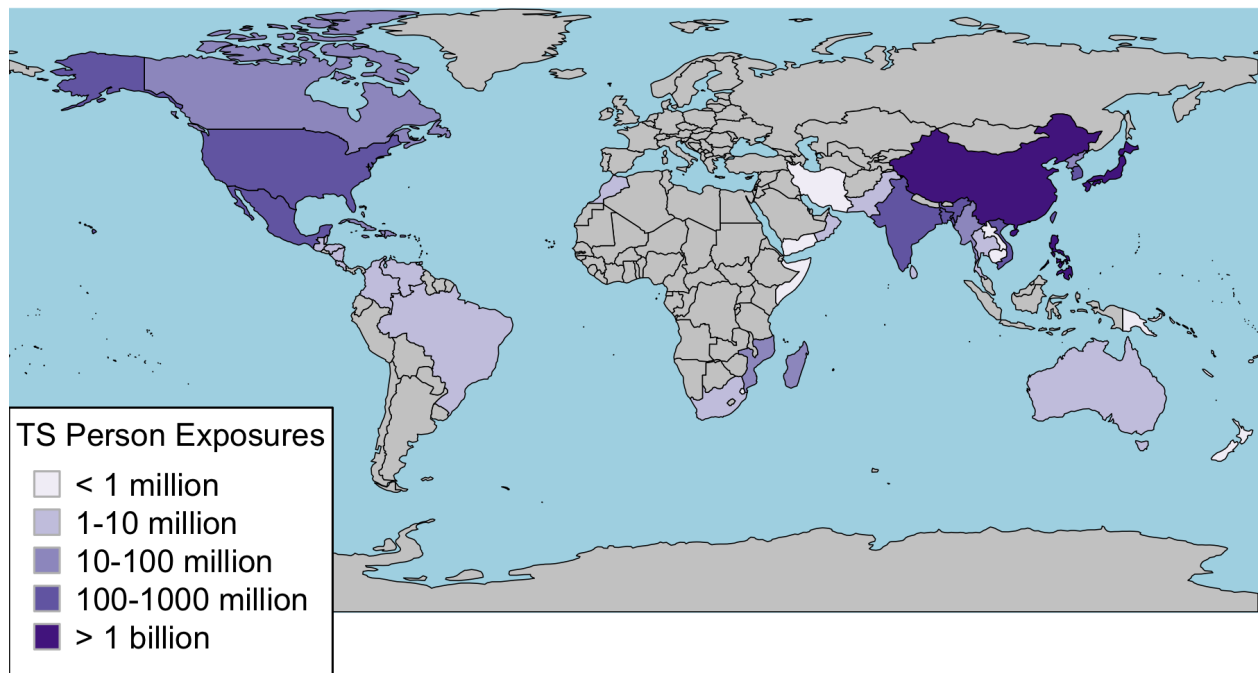 TS Person Exposures
< 1 million
1-10 million
10-100 million
100-1000 million
> 1 billion